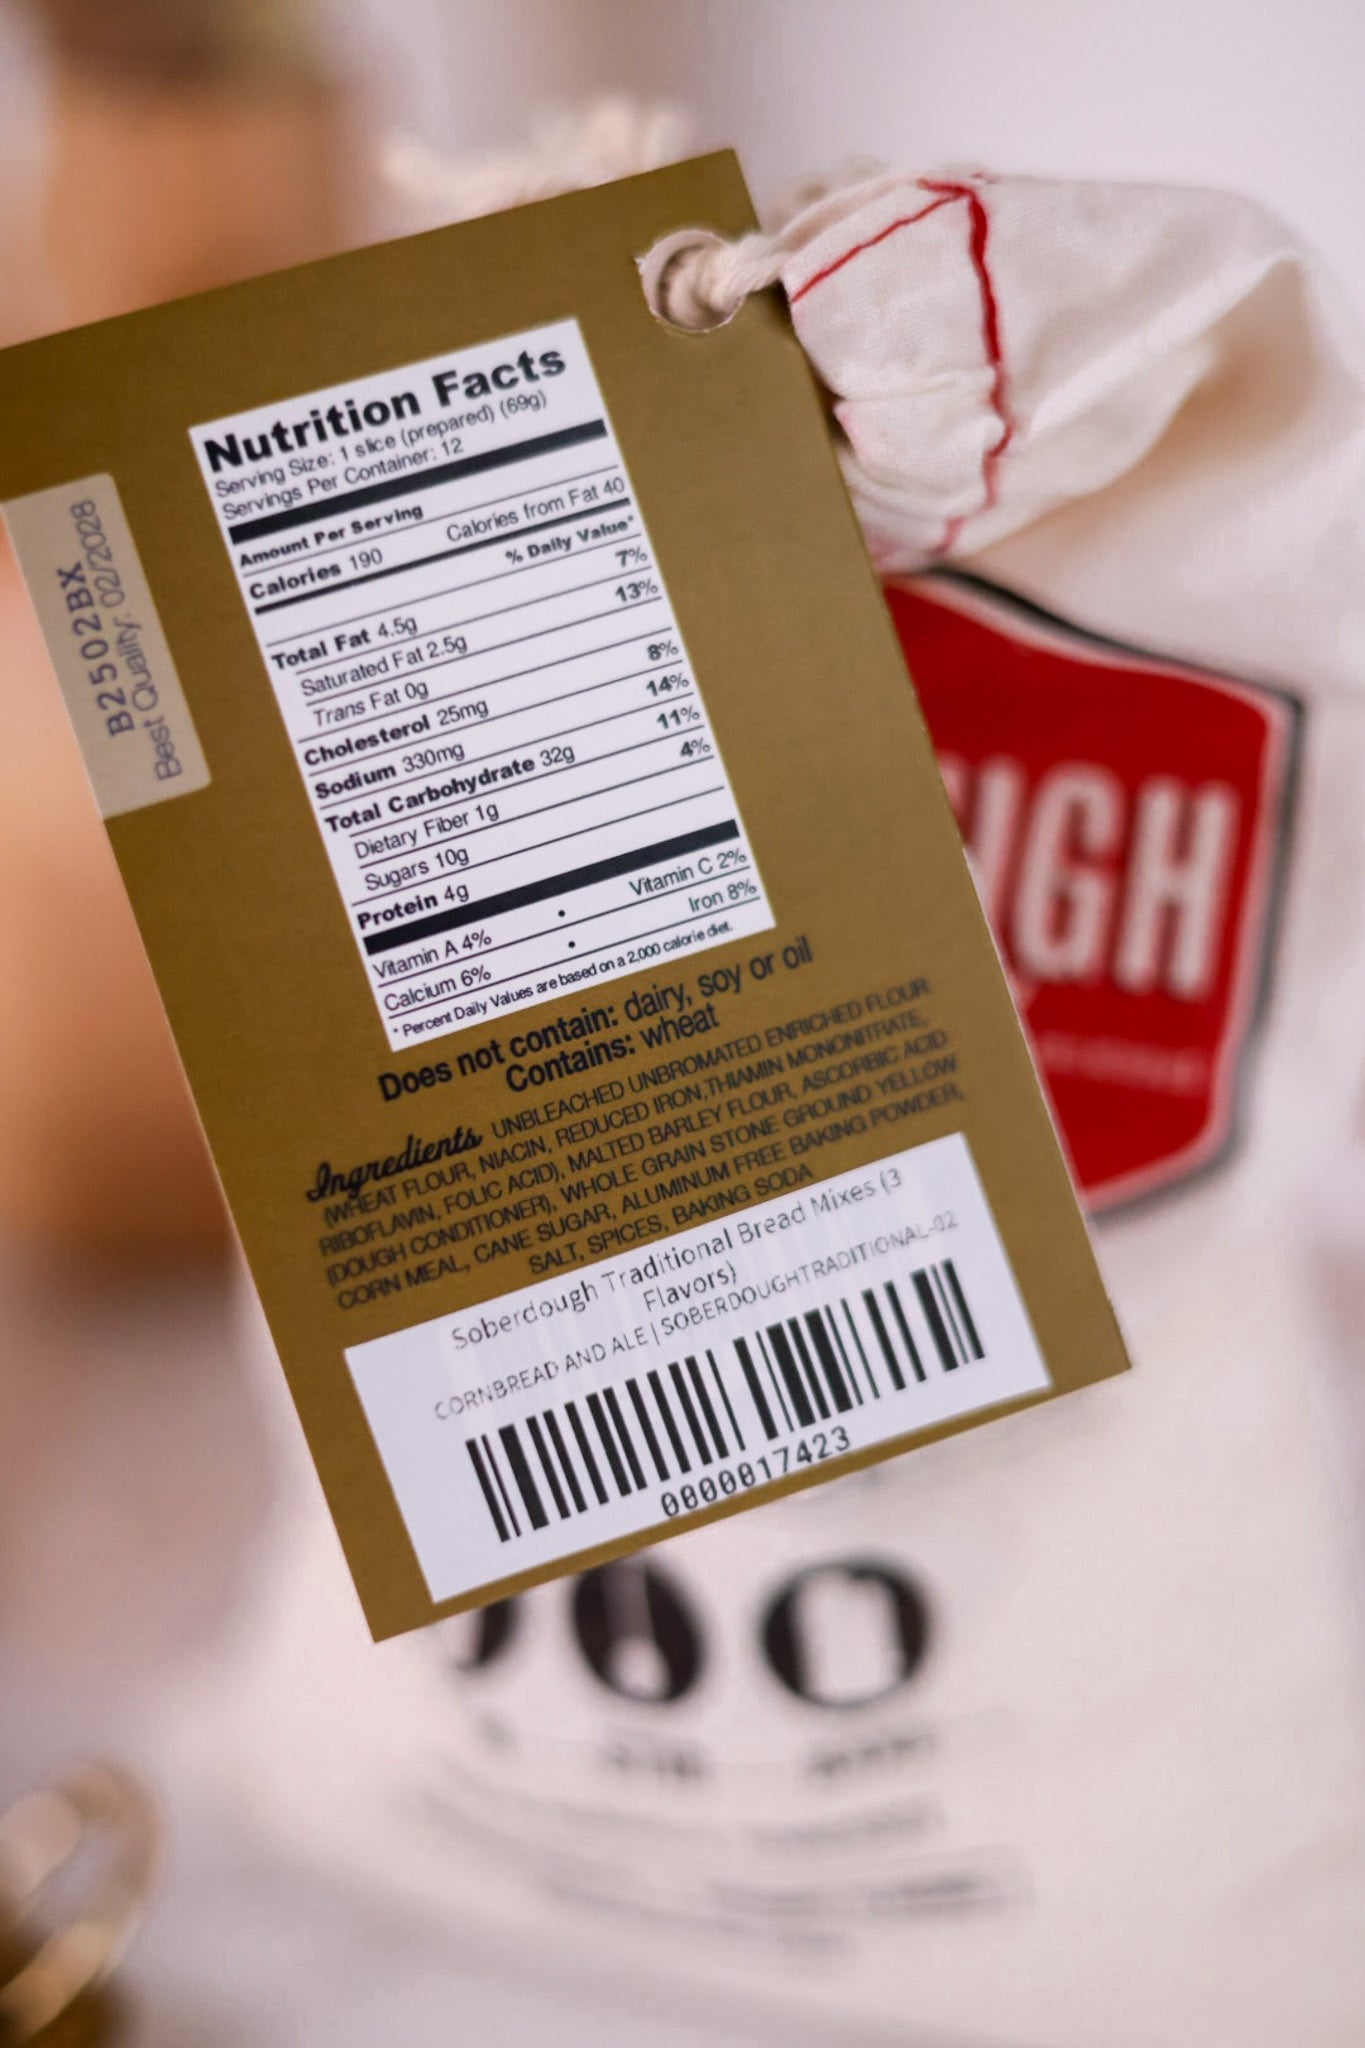 Nutrition Facts
Serving Size: 1 slice (prepared) (69g)
Servings Per Container: 12
Amount Per Serving
Calories 190 Calories from Fat 40
% Daily Value*
Total Fat 4.5g 7%
Saturated Fat 2.5g 13%
Trans Fat 0g
Cholesterol 25mg 8%
Sodium 330mg 14%
Total Carbohydrate 32g 11%
Dietary Fiber 1g 4%
Sugars 10g
Protein 4g
Vitamin A 4% • Vitamin C 2%
Calcium 6% • Iron 8%
* Percent Daily Values are based on a 2,000 calorie diet.
B2502BX
Best Quality: 02/2028
Does not contain: dairy, soy or oil
Contains: wheat
Ingredients UNBLEACHED UNBROMATED ENRICHED FLOUR
(WHEAT FLOUR, NIACIN, REDUCED IRON,THIAMIN MONONITRATE,
RIBOFLAVIN, FOLIC ACID), MALTED BARLEY FLOUR, ASCORBIC ACID
(DOUGH CONDITIONER), WHOLE GRAIN STONE GROUND YELLOW
CORN MEAL, CANE SUGAR, ALUMINUM FREE BAKING POWDER,
SALT, SPICES, BAKING SODA
Soberdough Traditional Bread Mixes (3
Flavors)
CORNBREAD AND ALE | SOBERDOUGHTRADITIONAL-02
0000017423
UGH